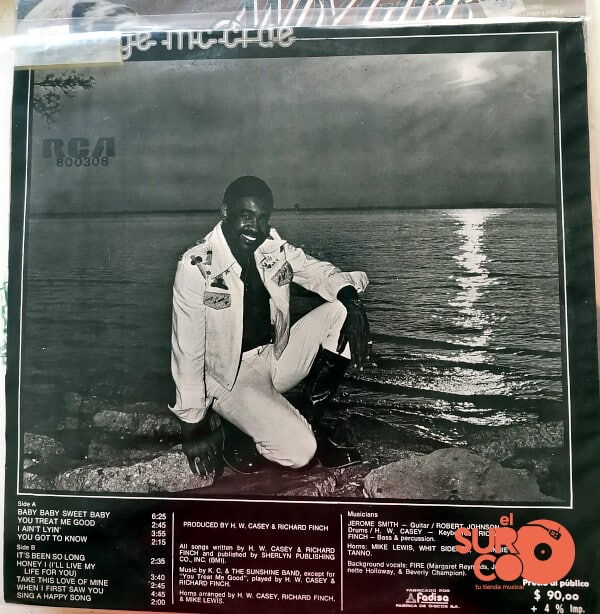 ge mccrae
RCA
800308
Side A
BABY BABY SWEET BABY 6:25
YOU TREAT ME GOOD 2:45
I AIN'T LYIN' 3:55
YOU GOT TO KNOW 2:15
Side B
IT'S BEEN SO LONG
HONEY I (I'LL LIVE MY 2:35
LIFE FOR YOU)
TAKE THIS LOVE OF MINE 3:40
WHEN I FIRST SAW YOU 2:45
SING A HAPPY SONG 4:45
2:00
PRODUCED BY H. W. CASEY & RICHARD FINCH
All songs written by H. W. CASEY & RICHARD
FINCH and published by SHERLYN PUBLISHING
CO., INC. (BMI).
Music by K. C. & THE SUNSHINE BAND, except for
"You Treat Me Good", played by H. W. CASEY &
RICHARD FINCH.
Horns arranged by H. W. CASEY, RICHARD FINCH,
& MIKE LEWIS.
Musicians
JEROME SMITH - Guitar / ROBERT JOHNSON
Drums / H. W. CASEY - Keyb RIC
FINCH - Bass & percusion.
Horns: MIKE LEWIS, WHIT SID
TANNO.
Background vocals: FIRE (Margaret Reynolds, Je
nette Holloway, & Beverly Champion).
FABRICADO POR
Fadisa
FABRICA DE DISCOS S.A.
el
SURCO
tu tienda musical
Precio al público
$ 90,00
+ 4 % Imp.